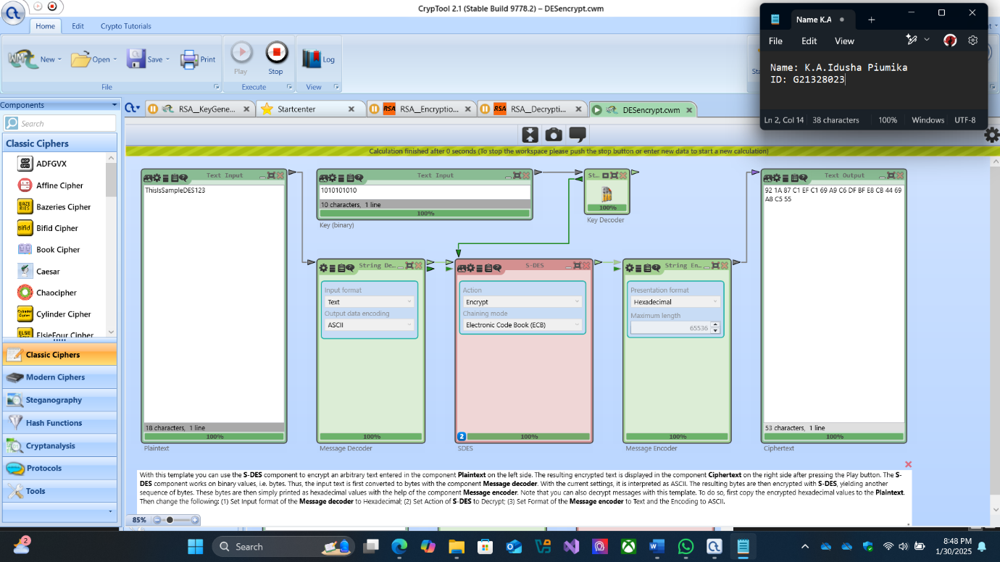 CrypTool 2.1 (Stable Build 9778.2) – DESencrypt.cwm
Home Edit Crypto Tutorials
New Open Save Print
Play Stop
Log
File Execute View
Name K.A
File Edit View
Name: K.A.Idusha Piumika
ID: G21328023
Ln 2, Col 14 38 characters 100% Windows UTF-8
Components
Search
Classic Ciphers
ADFGVX
Affine Cipher
Bazeries Cipher
Bifid Cipher
Book Cipher
Caesar
Chaocipher
Cylinder Cipher
ElsieFour Cipher
Classic Ciphers
Modern Ciphers
Steganography
Hash Functions
Cryptanalysis
Protocols
Tools
RSA__KeyGene... Startcenter RSA RSA__Encryptio... RSA RSA__Decrypti... DESencrypt.cwm
Calculation finished after 0 seconds (To stop the workspace please push the stop button or enter new data to start a new calculation)
Text Input
ThisIsSampleDES123
18 characters, 1 line
100%
Plaintext
Text Input
1010101010
10 characters, 1 line
100%
Key (binary)
St...
100%
Key Decoder
String De...
Input format
Text
Output data encoding
ASCII
100%
Message Decoder
S-DES
Action
Encrypt
Chaining mode
Electronic Code Book (ECB)
2
100%
SDES
String En...
Presentation format
Hexadecimal
Maximum length
65536
100%
Message Encoder
Text Output
92 1A 87 C1 EF C1 69 A9 C6 DF BF E8 CB 44 69
A8 C5 55
53 characters, 1 line
100%
Ciphertext
With this template you can use the S-DES component to encrypt an arbitrary text entered in the component Plaintext on the left side. The resulting encrypted text is displayed in the component Ciphertext on the right side after pressing the Play button. The S-
DES component works on binary values, i.e. bytes. Thus, the input text is first converted to bytes with the component Message decoder. With the current settings, it is interpreted as ASCII. The resulting bytes are then encrypted with S-DES, yielding another
sequence of bytes. These bytes are then simply printed as hexadecimal values with the help of the component Message encoder. Note that you can also decrypt messages with this template. To do so, first copy the encrypted hexadecimal values to the Plaintext.
Then change the following: (1) Set Input format of the Message decoder to Hexadecimal; (2) Set Action of S-DES to Decrypt; (3) Set Format of the Message encoder to Text and the Encoding to ASCII.
85%
2
Search
8:48 PM
1/30/2025